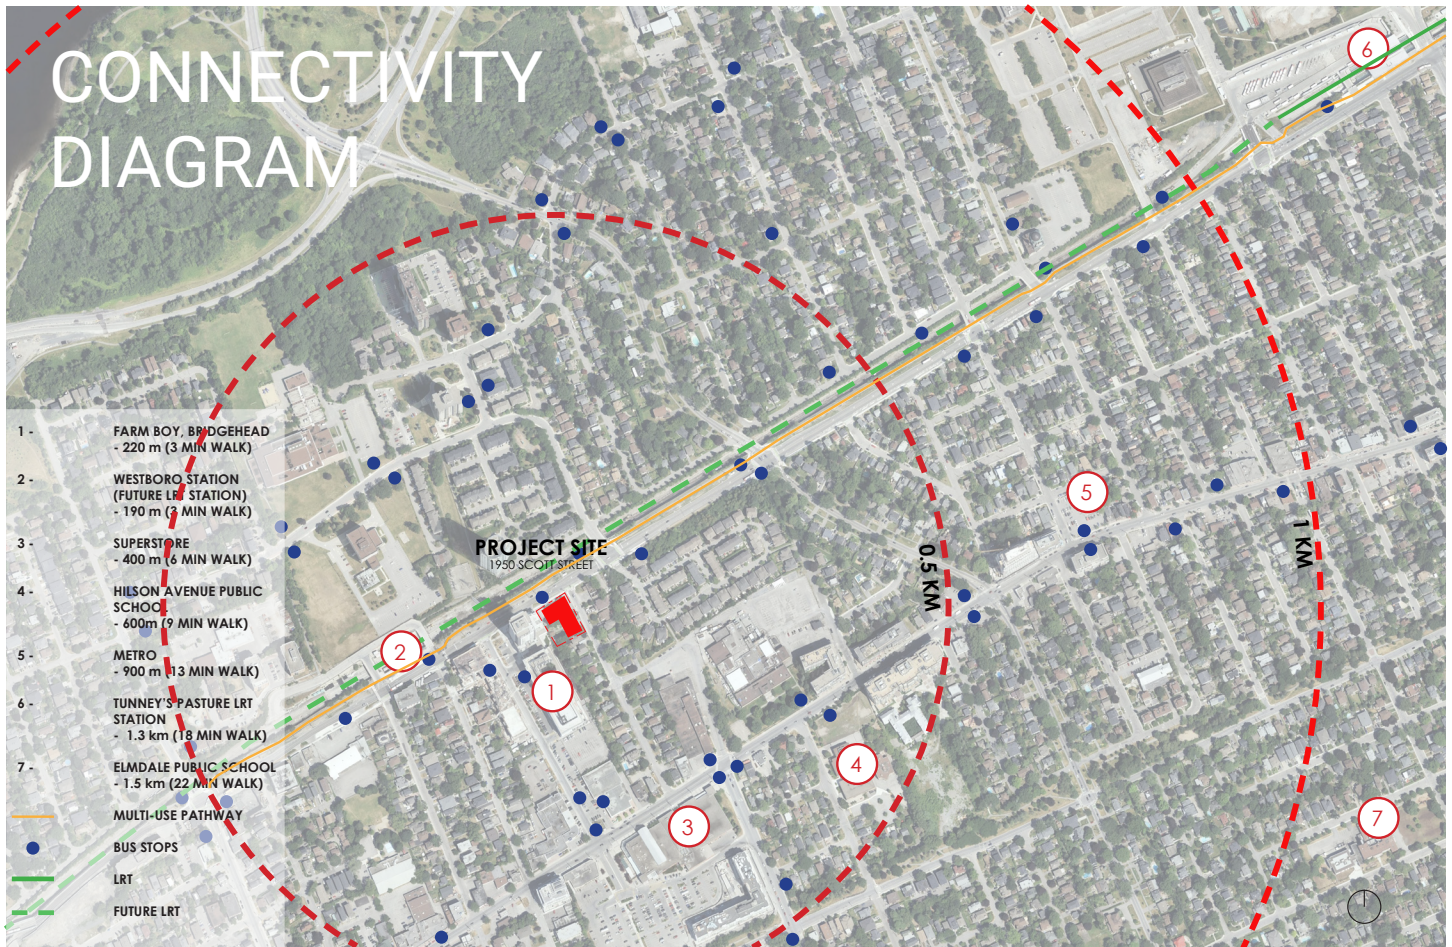 CONNECTIVITY
DIAGRAM
6
1 -
FARM BOY, BRIDGEHEAD
- 220 m (3 MIN WALK)
2 -
WESTBORO STATION
(FUTURE LRT STATION)
- 190 m (3 MIN WALK)
3 -
SUPERSTORE
- 400 m (6 MIN WALK)
4 -
HILSON AVENUE PUBLIC
SCHOOL
- 600m (9 MIN WALK)
5 -
METRO
- 900 m (13 MIN WALK)
6 -
TUNNEY'S PASTURE LRT
STATION
- 1.3 km (18 MIN WALK)
7 -
ELMDALE PUBLIC SCHOOL
- 1.5 km (22 MIN WALK)
MULTI-USE PATHWAY
BUS STOPS
LRT
FUTURE LRT
PROJECT SITE
1950 SCOTT STREET
0.5 KM
1 KM
5
2
1
4
3
7